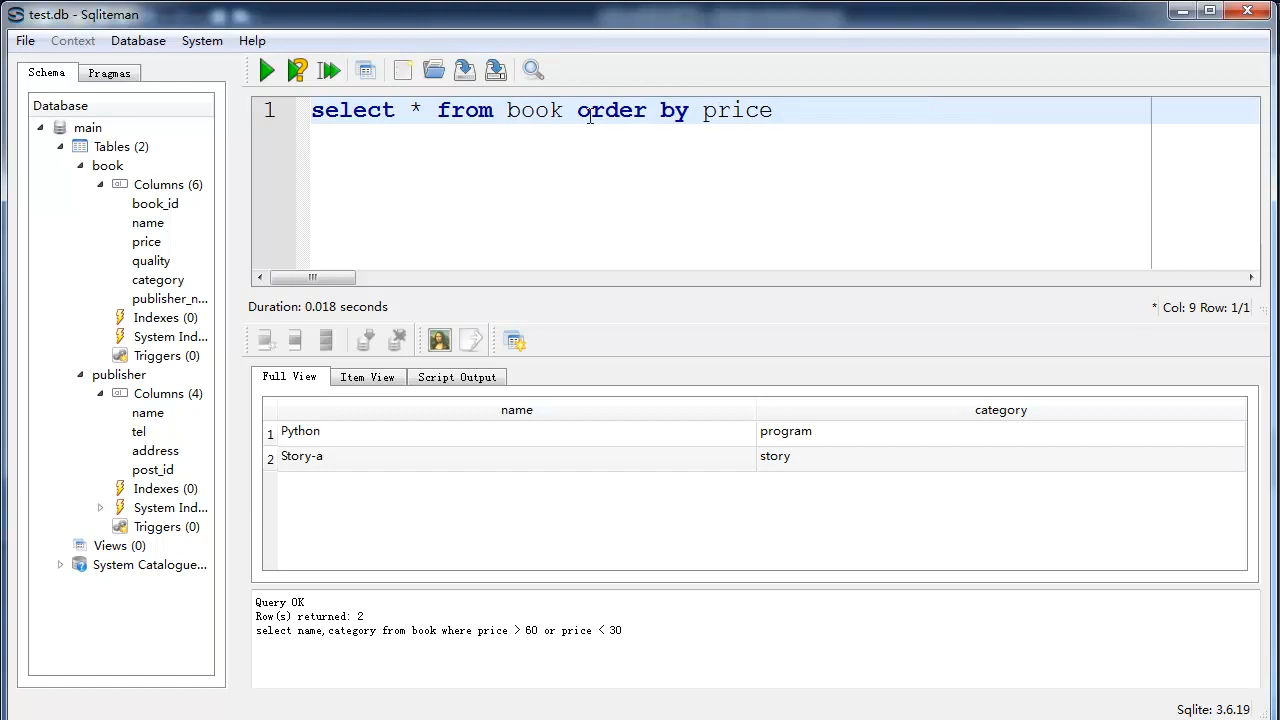 test.db - Sqliteman
File Context Database System Help
Schema Pragmas
Database
main
Tables (2)
book
Columns (6)
book_id
name
price
quality
category
publisher_n...
Indexes (0)
System Ind...
Triggers (0)
publisher
Columns (4)
name
tel
address
post_id
Indexes (0)
System Ind...
Triggers (0)
Views (0)
System Catalogue...
1 select * from book order by price
Duration: 0.018 seconds
* Col: 9 Row: 1/1
Full View Item View Script Output
name category
1 Python program
2 Story-a story
Query OK
Row(s) returned: 2
select name,category from book where price > 60 or price < 30
Sqlite: 3.6.19